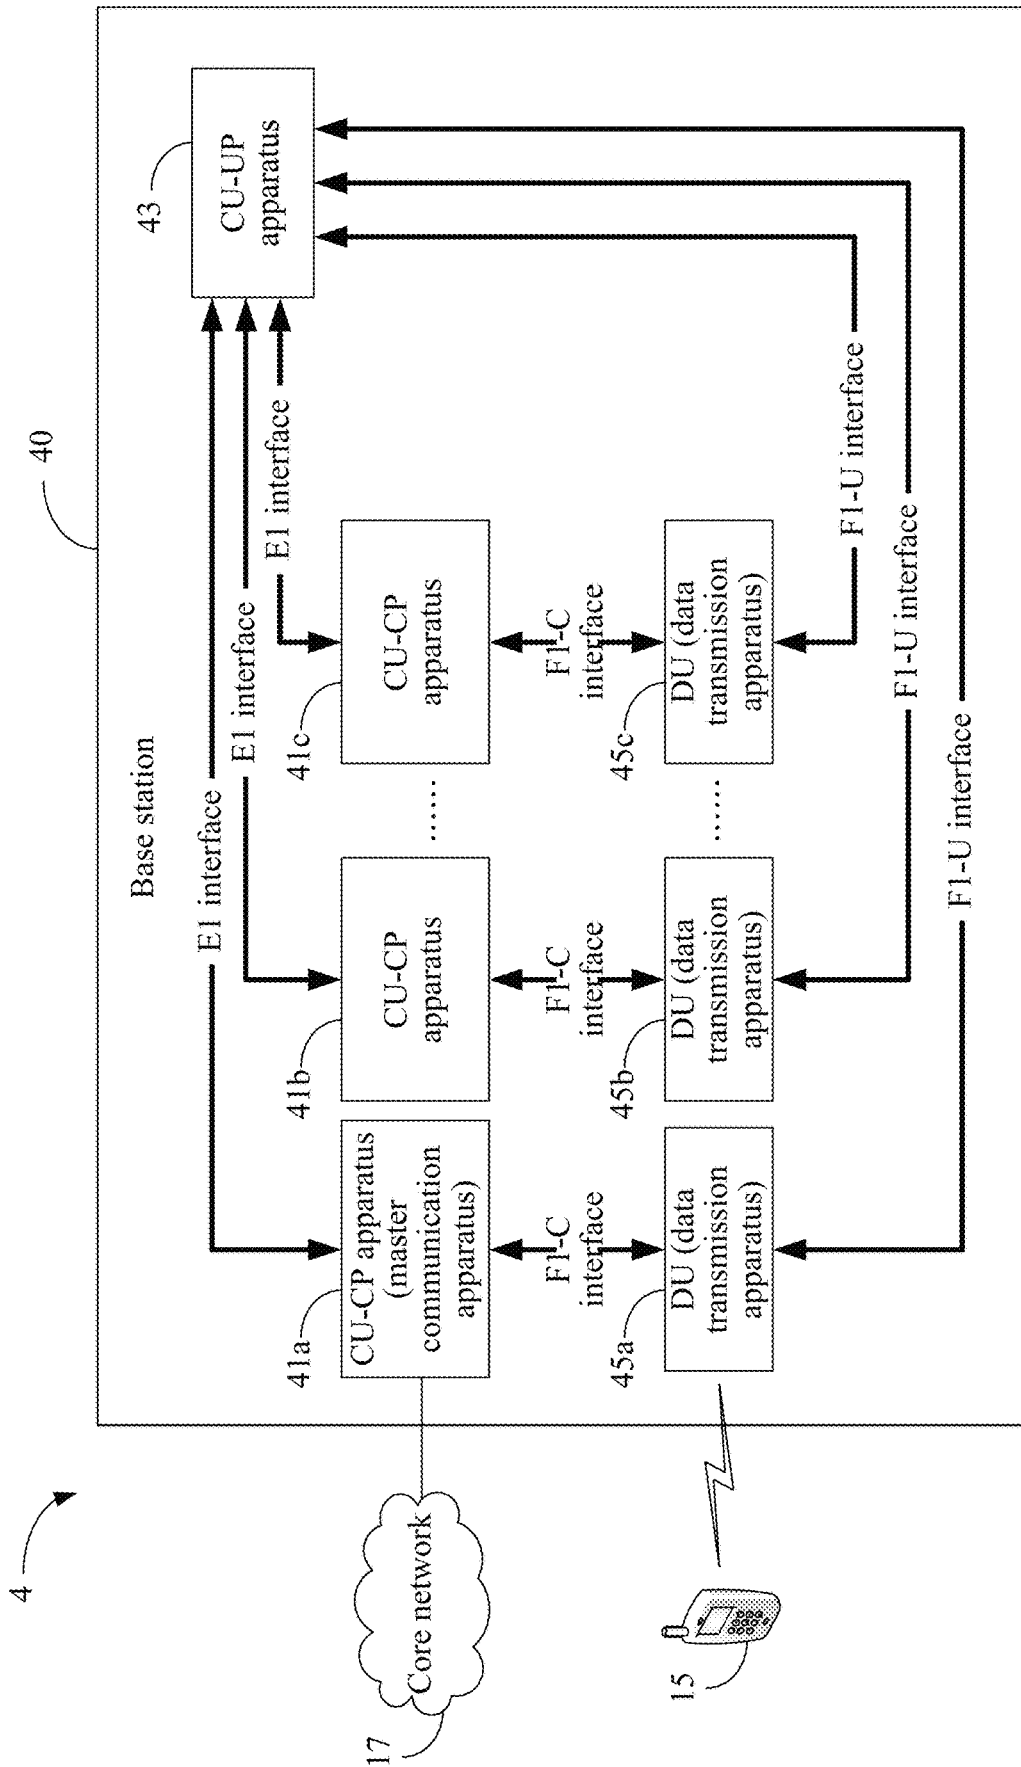 4
40
Base station
43
CU-UP
apparatus
E1 interface
E1 interface
E1 interface
17
Core network
41a
CU-CP apparatus
(master
communication
apparatus)
41b
CU-CP
apparatus
......
41c
CU-CP
apparatus
F1-C
interface
F1-C
interface
F1-C
interface
15
45a
DU (data
transmission
apparatus)
45b
DU (data
transmission
apparatus)
......
45c
DU (data
transmission
apparatus)
F1-U interface
F1-U interface
F1-U interface